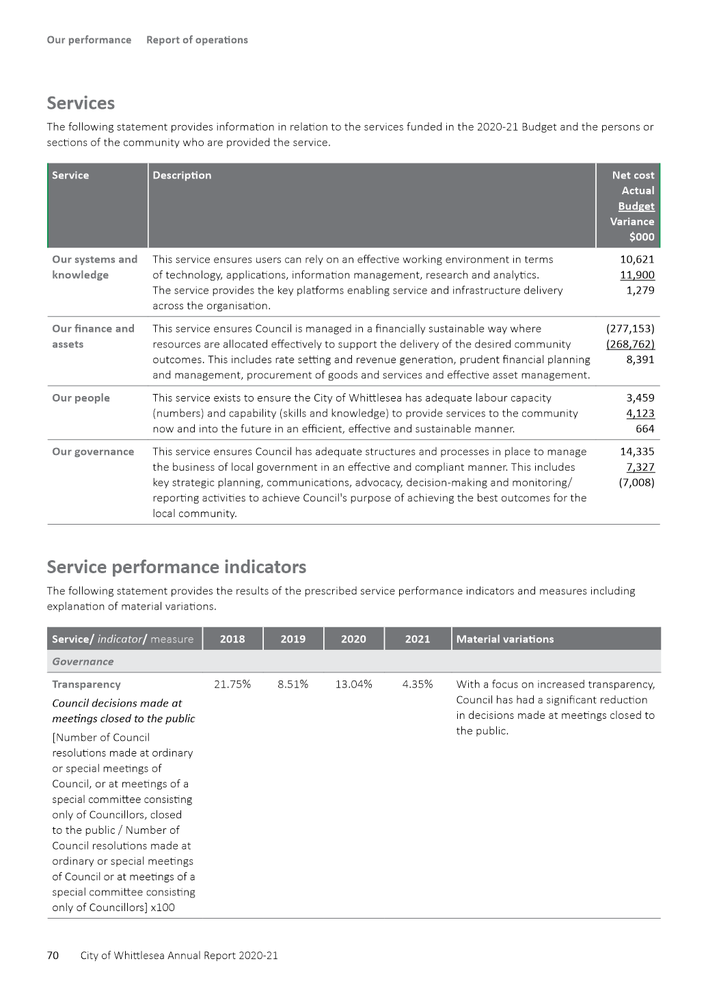 Our performance Report of operations
Services
The following statement provides information in relation to the services funded in the 2020-21 Budget and the persons or
sections of the community who are provided the service.
Service Description Net cost
Actual
Budget
Variance
$000
Our systems and This service ensures users can rely on an effective working environment in terms 10,621
knowledge of technology, applications, information management, research and analytics. 11,900
The service provides the key platforms enabling service and infrastructure delivery 1,279
across the organisation.
Our finance and This service ensures Council is managed in a financially sustainable way where (277,153)
assets resources are allocated effectively to support the delivery of the desired community (268,762)
outcomes. This includes rate setting and revenue generation, prudent financial planning 8,391
and management, procurement of goods and services and effective asset management.
Our people This service exists to ensure the City of Whittlesea has adequate labour capacity 3,459
(numbers) and capability (skills and knowledge) to provide services to the community 4,123
now and into the future in an efficient, effective and sustainable manner. 664
Our governance This service ensures Council has adequate structures and processes in place to manage 14,335
the business of local government in an effective and compliant manner. This includes 7,327
key strategic planning, communications, advocacy, decision-making and monitoring/ (7,008)
reporting activities to achieve Council's purpose of achieving the best outcomes for the
local community.
Service performance indicators
The following statement provides the results of the prescribed service performance indicators and measures including
explanation of material variations.
Service/ indicator/ measure 2018 2019 2020 2021 Material variations
Governance
Transparency 21.75% 8.51% 13.04% 4.35% With a focus on increased transparency,
Council decisions made at Council has had a significant reduction
meetings closed to the public in decisions made at meetings closed to
the public.
[Number of Council
resolutions made at ordinary
or special meetings of
Council, or at meetings of a
special committee consisting
only of Councillors, closed
to the public / Number of
Council resolutions made at
ordinary or special meetings
of Council or at meetings of a
special committee consisting
only of Councillors] x100
70 City of Whittlesea Annual Report 2020-21